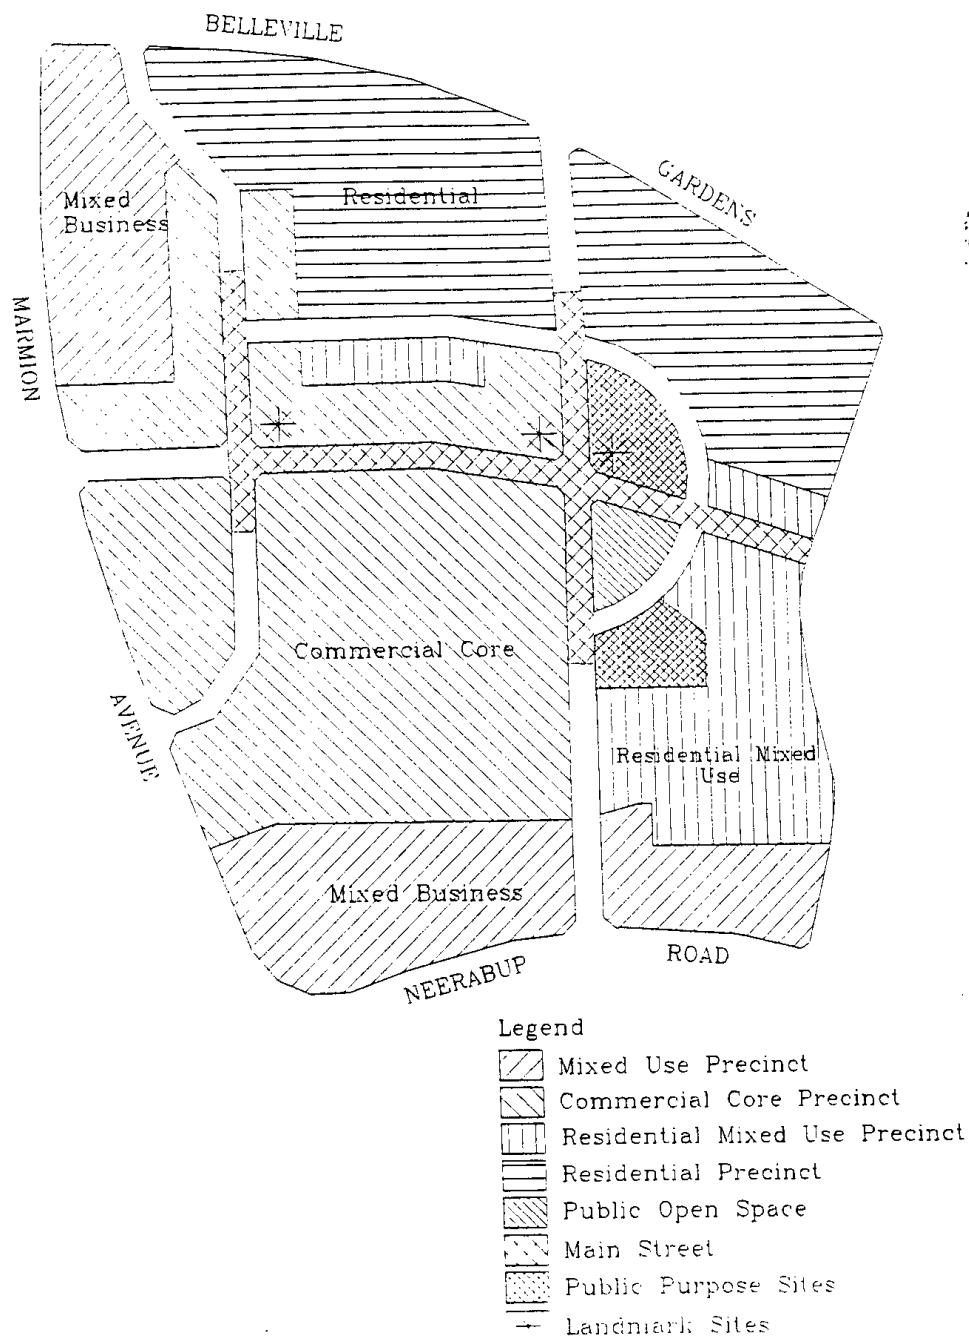 BELLEVILLE
GARDENS
Mixed
Business
Residential
MARMION
Commercial Core
AVENUE
Residential Mixed
Use
Mixed Business
NEERABUP
ROAD
Legend
Mixed Use Precinct
Commercial Core Precinct
Residential Mixed Use Precinct
Residential Precinct
Public Open Space
Main Street
Public Purpose Sites
Landmark Sites